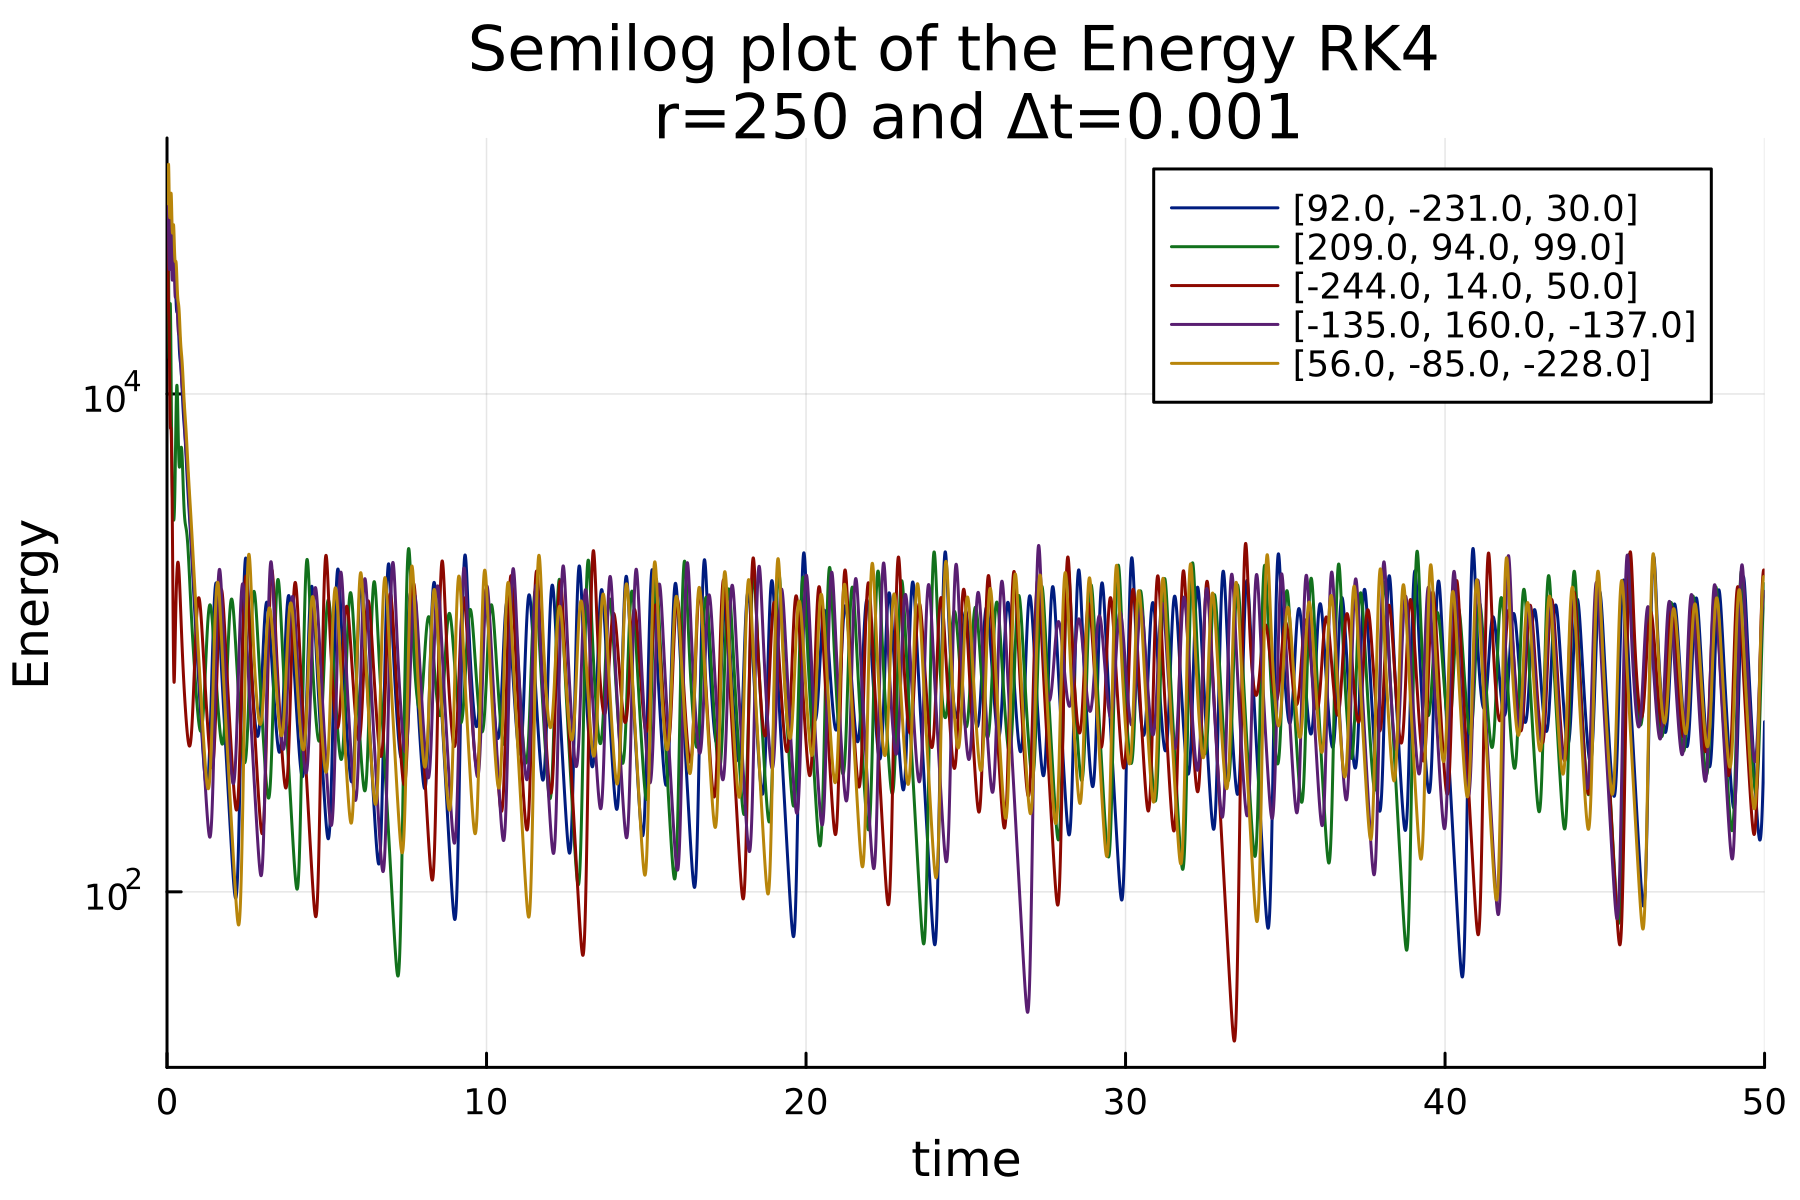 Semilog plot of the Energy RK4
r=250 and Δt=0.001
[92.0, -231.0, 30.0]
[209.0, 94.0, 99.0]
[-244.0, 14.0, 50.0]
[-135.0, 160.0, -137.0]
[56.0, -85.0, -228.0]
Energy
10⁴
10²
0 10 20 30 40 50
time